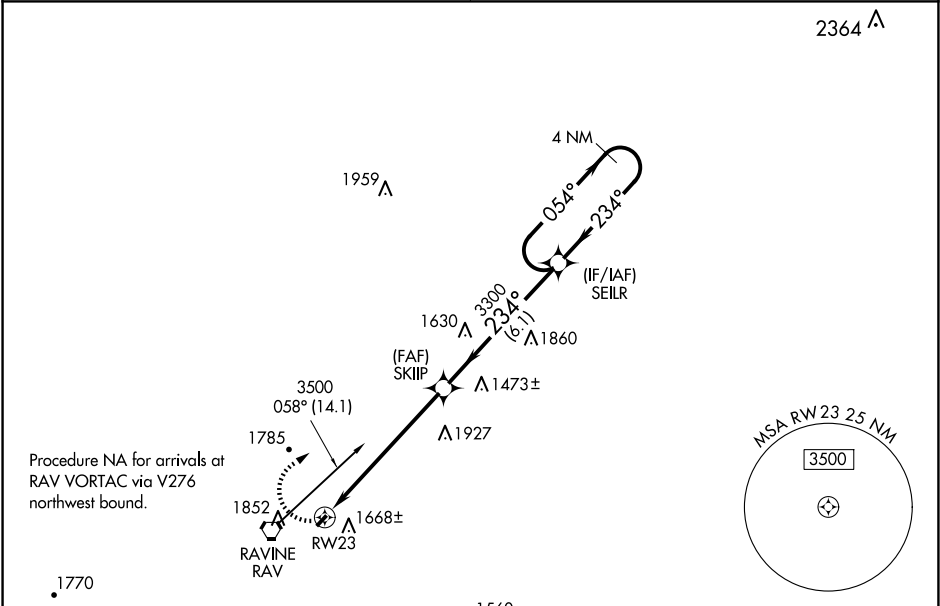 2364
4 NM
1959
054°
234°
(IF/IAF)
SEILR
3300
234°
(6.1)
1630
1860
(FAF)
SKIIP
1473±
3500
058° (14.1)
1927
1785
Procedure NA for arrivals at
RAV VORTAC via V276
northwest bound.
MSA RW23 25 NM
3500
1852
1668±
RW23
RAVINE
RAV
1770